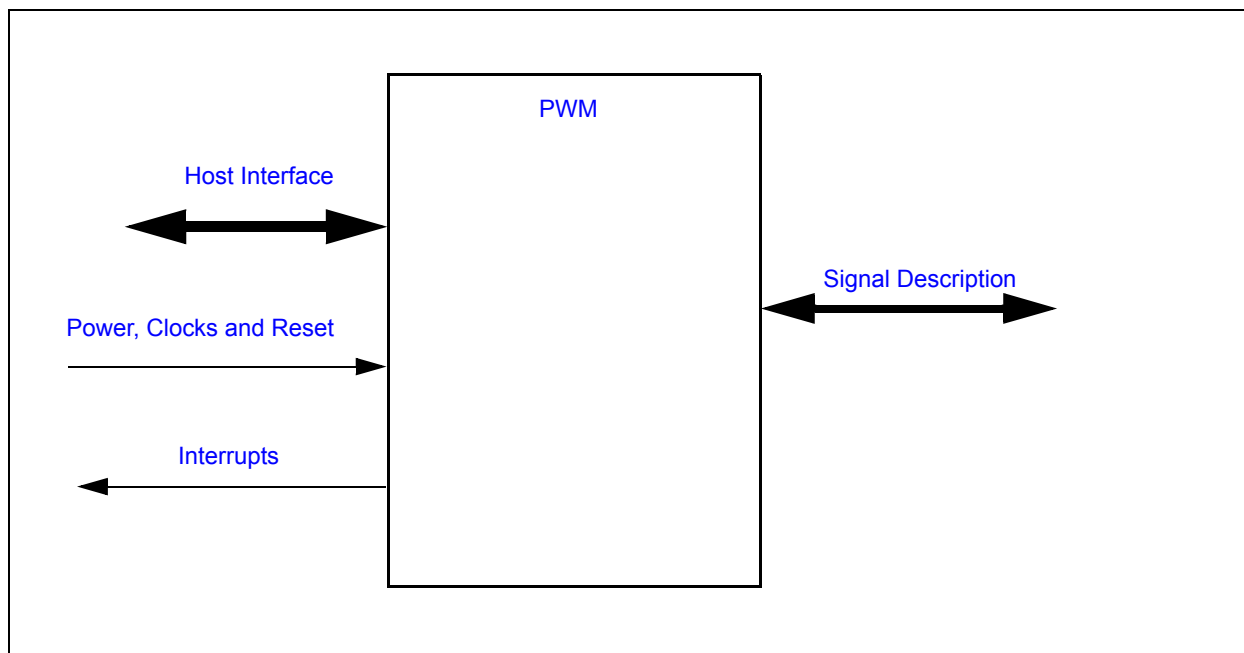 PWM
Host Interface
Signal Description
Power, Clocks and Reset
Interrupts